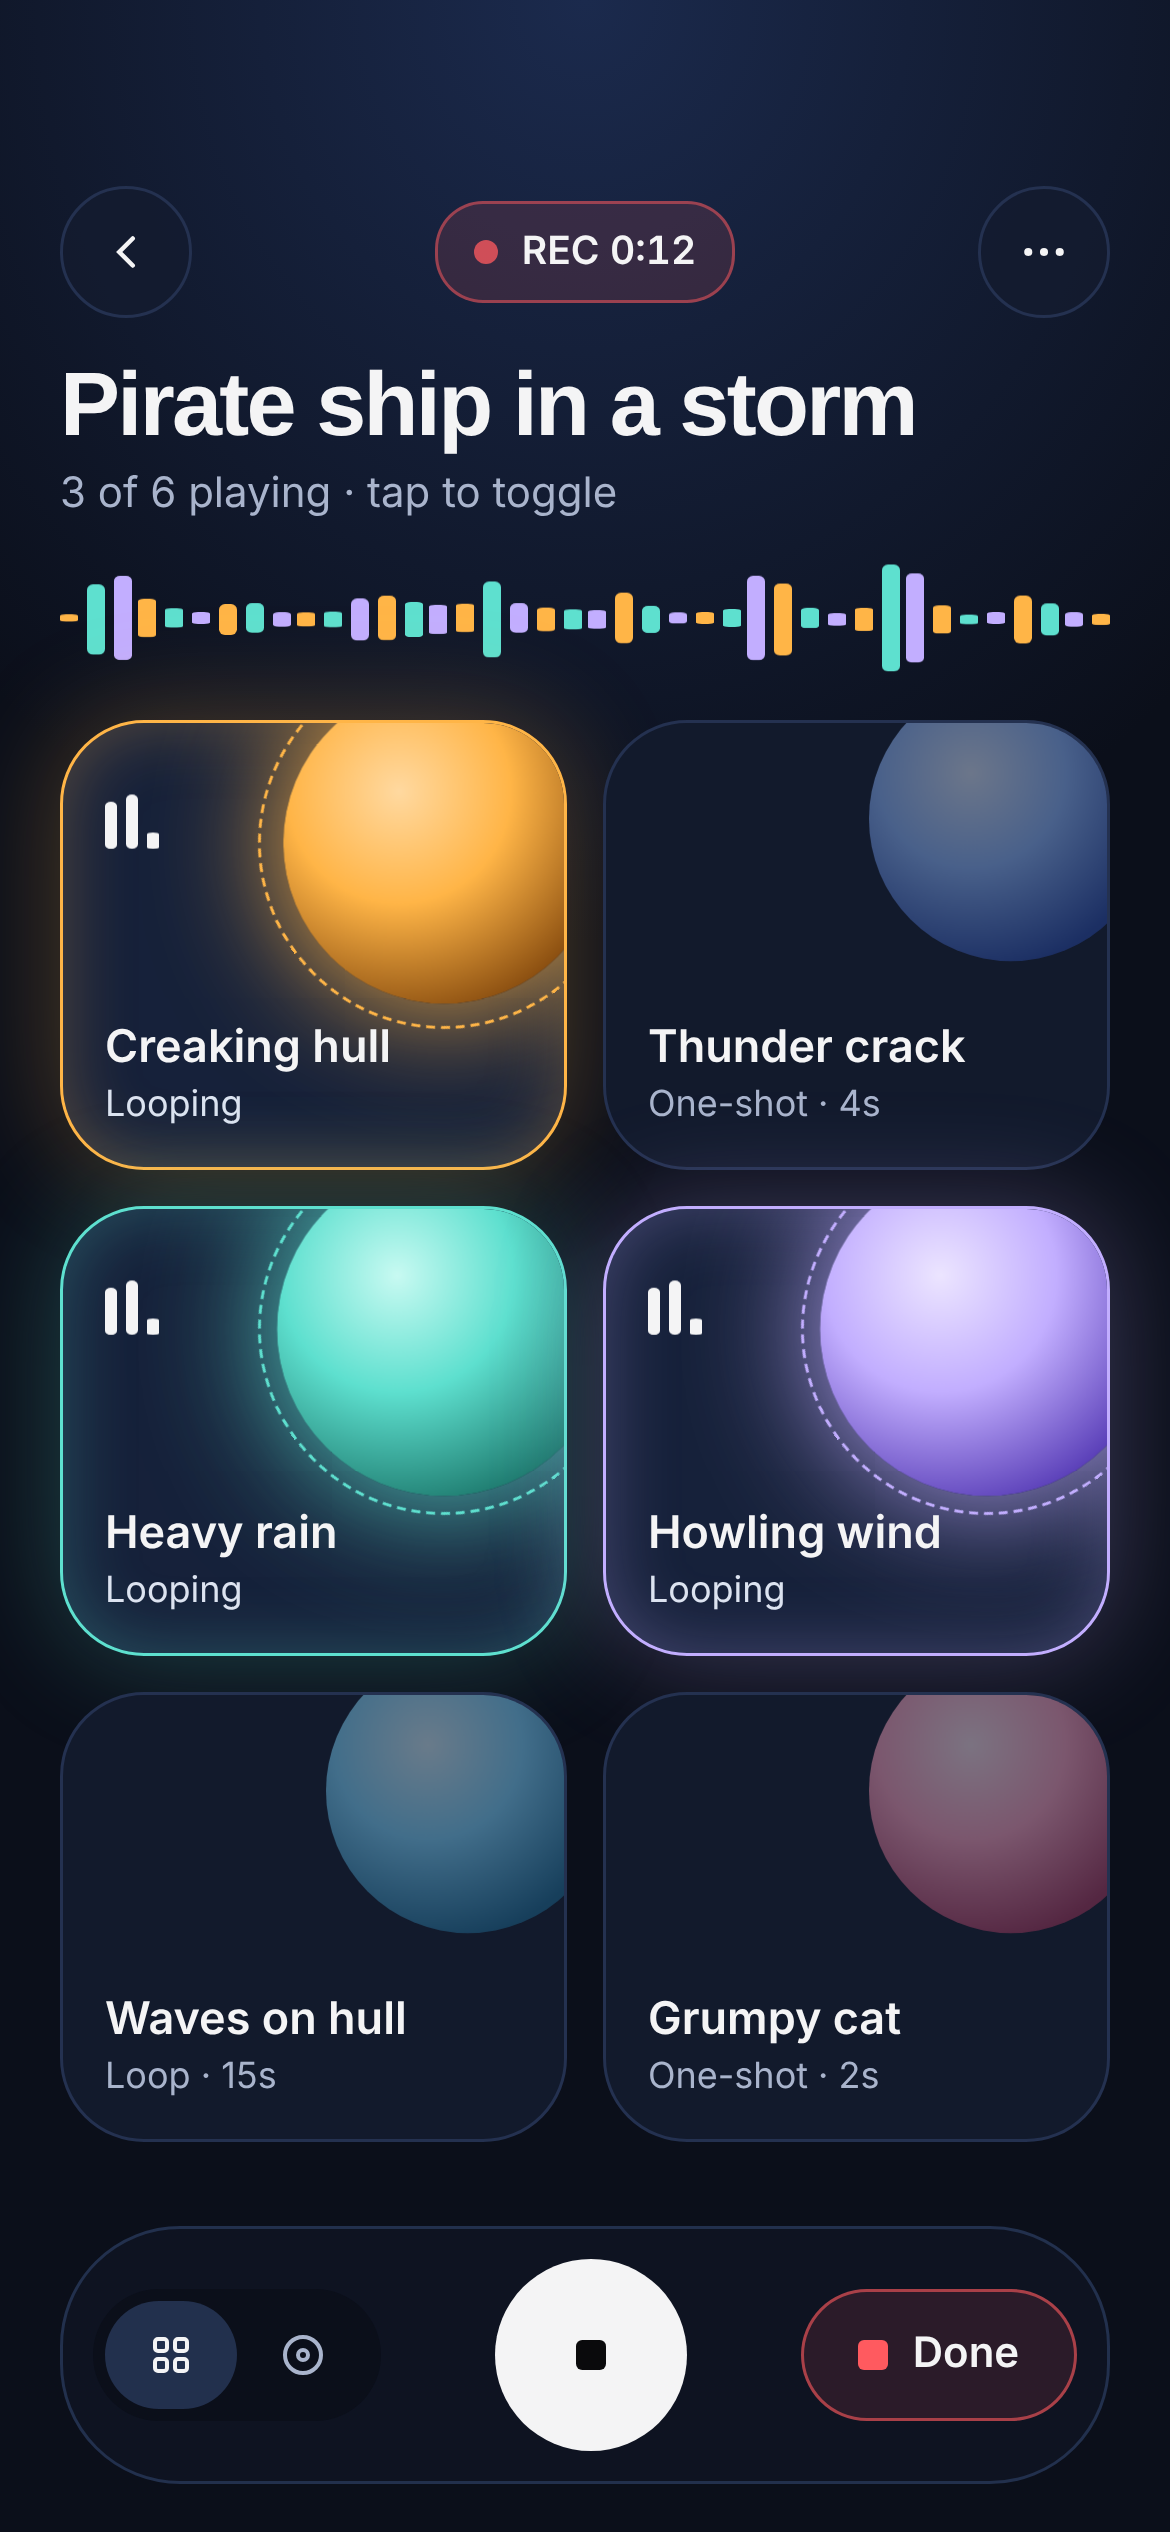 REC 0:12
Pirate ship in a storm
3 of 6 playing · tap to toggle
Creaking hull
Looping
Thunder crack
One-shot · 4s
Heavy rain
Looping
Howling wind
Looping
Waves on hull
Loop · 15s
Grumpy cat
One-shot · 2s
Done